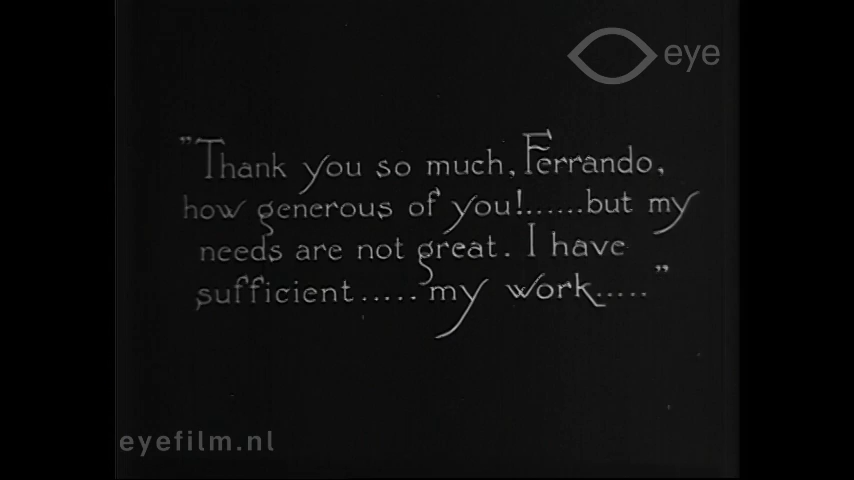 eye
"Thank you so much, Ferrando,
how generous of you!......but my
needs are not great. I have
sufficient..... my work....."
eyefilm.nl